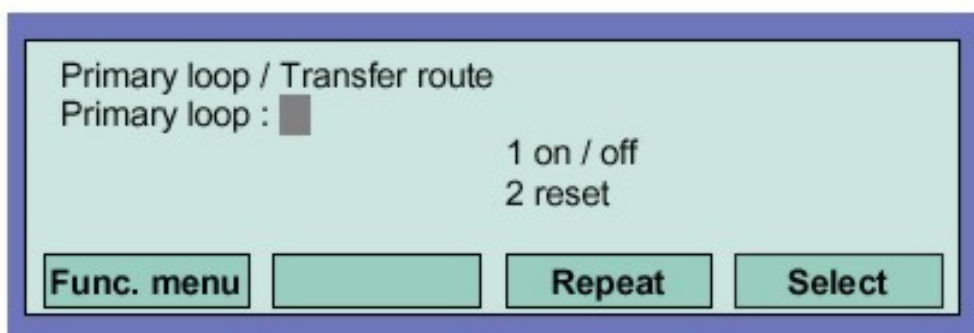 Primary loop / Transfer route
Primary loop :
1 on / off
2 reset
Func. menu
Repeat
Select